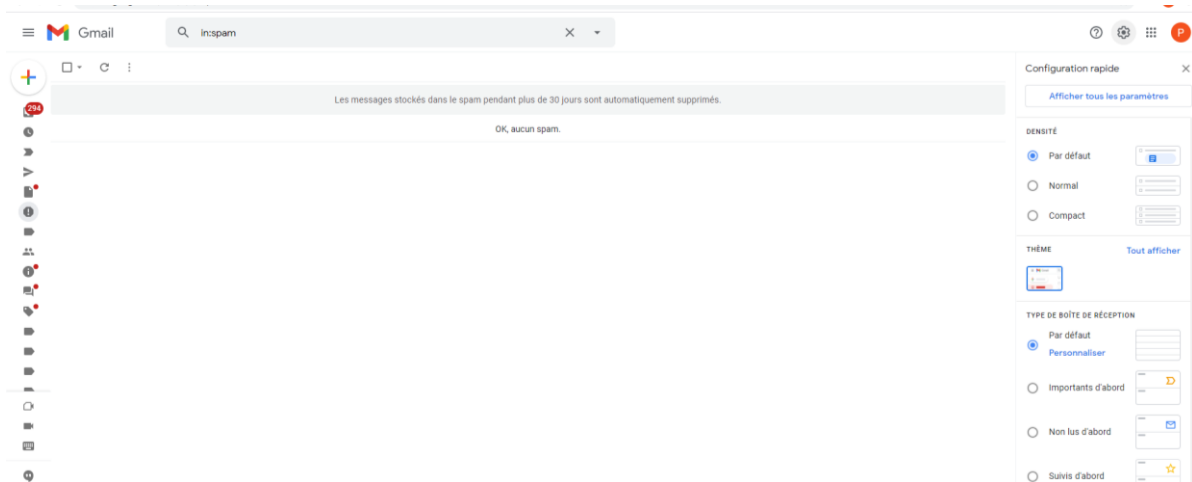 Gmail
in:spam
P
Configuration rapide
Afficher tous les paramètres
294
Les messages stockés dans le spam pendant plus de 30 jours sont automatiquement supprimés.
OK, aucun spam.
DENSITÉ
Par défaut
Normal
Compact
THÈME
Tout afficher
TYPE DE BOÎTE DE RÉCEPTION
Par défaut
Personnaliser
Importants d'abord
Non lus d'abord
Suivis d'abord